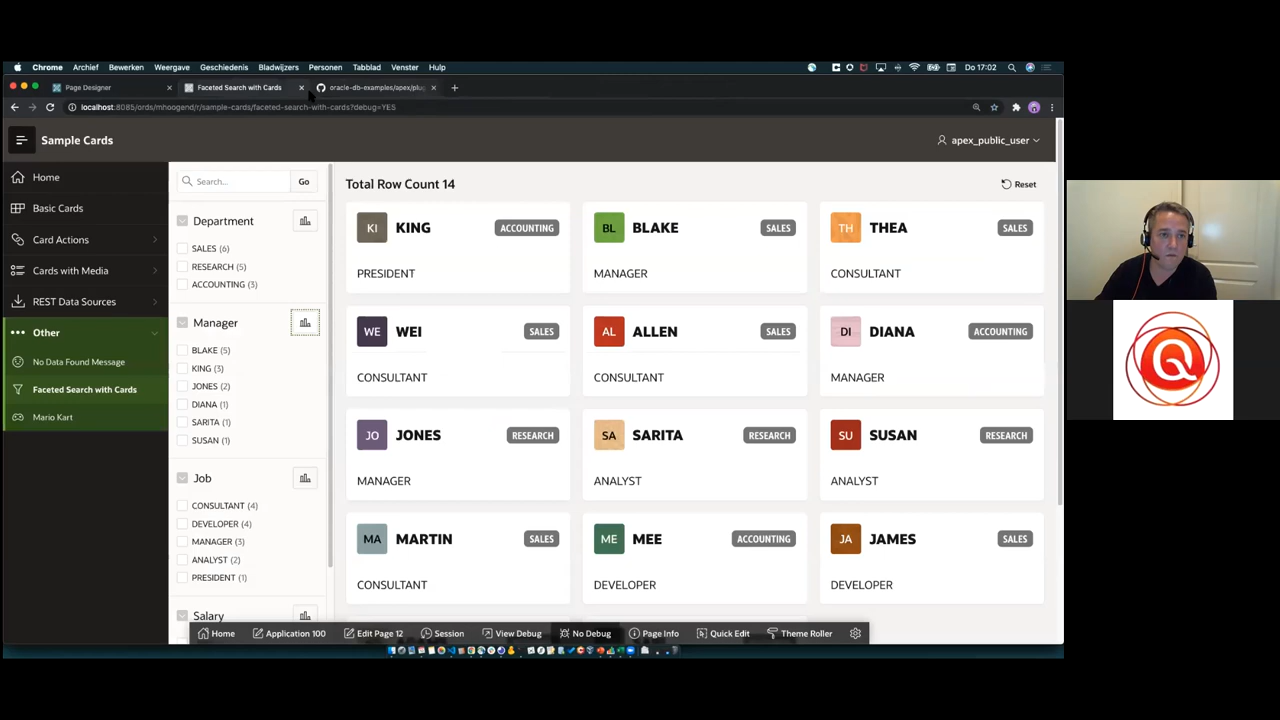 Chrome Archief Bewerken Weergave Geschiedenis Bladwijzers Personen Tabblad Venster Hulp Do 17:02
Page Designer Faceted Search with Cards oracle-db-examples/apex/plug
localhost:8085/ords/mhoogend/r/sample-cards/faceted-search-with-cards?debug=YES
Sample Cards apex_public_user
Home
Basic Cards
Card Actions
Cards with Media
REST Data Sources
Other
No Data Found Message
Faceted Search with Cards
Mario Kart
Search... Go
Department
SALES (6)
RESEARCH (5)
ACCOUNTING (3)
Manager
BLAKE (5)
KING (3)
JONES (2)
DIANA (1)
SARITA (1)
SUSAN (1)
Job
CONSULTANT (4)
DEVELOPER (4)
MANAGER (3)
ANALYST (2)
PRESIDENT (1)
Salary
Total Row Count 14 Reset
KI KING ACCOUNTING
PRESIDENT
BL BLAKE SALES
MANAGER
TH THEA SALES
CONSULTANT
WE WEI SALES
CONSULTANT
AL ALLEN SALES
CONSULTANT
DI DIANA ACCOUNTING
MANAGER
JO JONES RESEARCH
MANAGER
SA SARITA RESEARCH
ANALYST
SU SUSAN RESEARCH
ANALYST
MA MARTIN SALES
CONSULTANT
ME MEE ACCOUNTING
DEVELOPER
JA JAMES SALES
DEVELOPER
Home Application 100 Edit Page 12 Session View Debug No Debug Page Info Quick Edit Theme Roller
Q